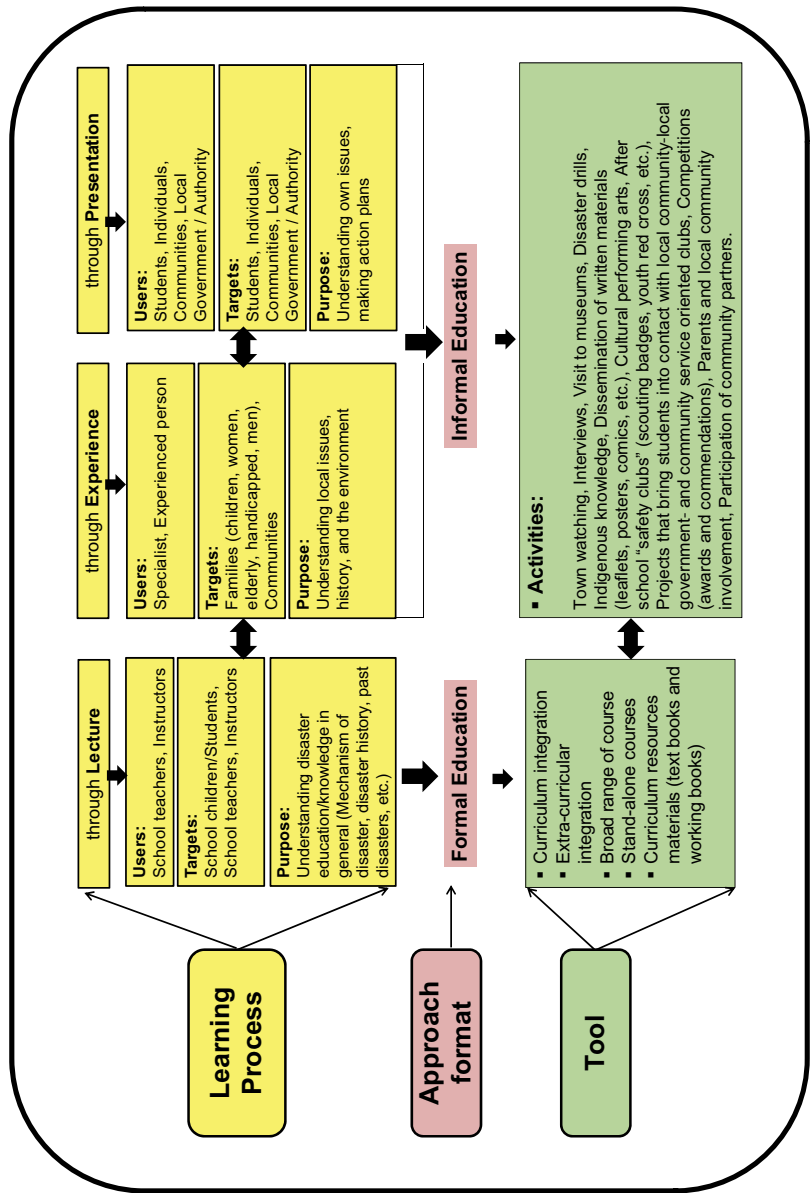 Learning
Process
through Lecture
Users:
School teachers, Instructors
Targets:
School children/Students,
School teachers, Instructors
Purpose:
Understanding disaster
education/knowledge in
general (Mechanism of
disaster, disaster history, past
disasters, etc.)
through Experience
Users:
Specialist, Experienced person
Targets:
Families (children, women,
elderly, handicapped, men),
Communities
Purpose:
Understanding local issues,
history, and the environment
through Presentation
Users:
Students, Individuals,
Communities, Local
Government / Authority
Targets:
Students, Individuals,
Communities, Local
Government / Authority
Purpose:
Understanding own issues,
making action plans
Approach
format
Formal Education
Informal Education
Tool
▪ Curriculum integration
▪ Extra-curricular
integration
▪ Broad range of course
▪ Stand-alone courses
▪ Curriculum resources
materials (text books and
working books)
▪ Activities:
Town watching, Interviews, Visit to museums, Disaster drills,
Indigenous knowledge, Dissemination of written materials
(leaflets, posters, comics, etc.), Cultural performing arts, After
school “safety clubs” (scouting badges, youth red cross, etc.),
Projects that bring students into contact with local community-local
government- and community service oriented clubs, Competitions
(awards and commendations), Parents and local community
involvement, Participation of community partners.